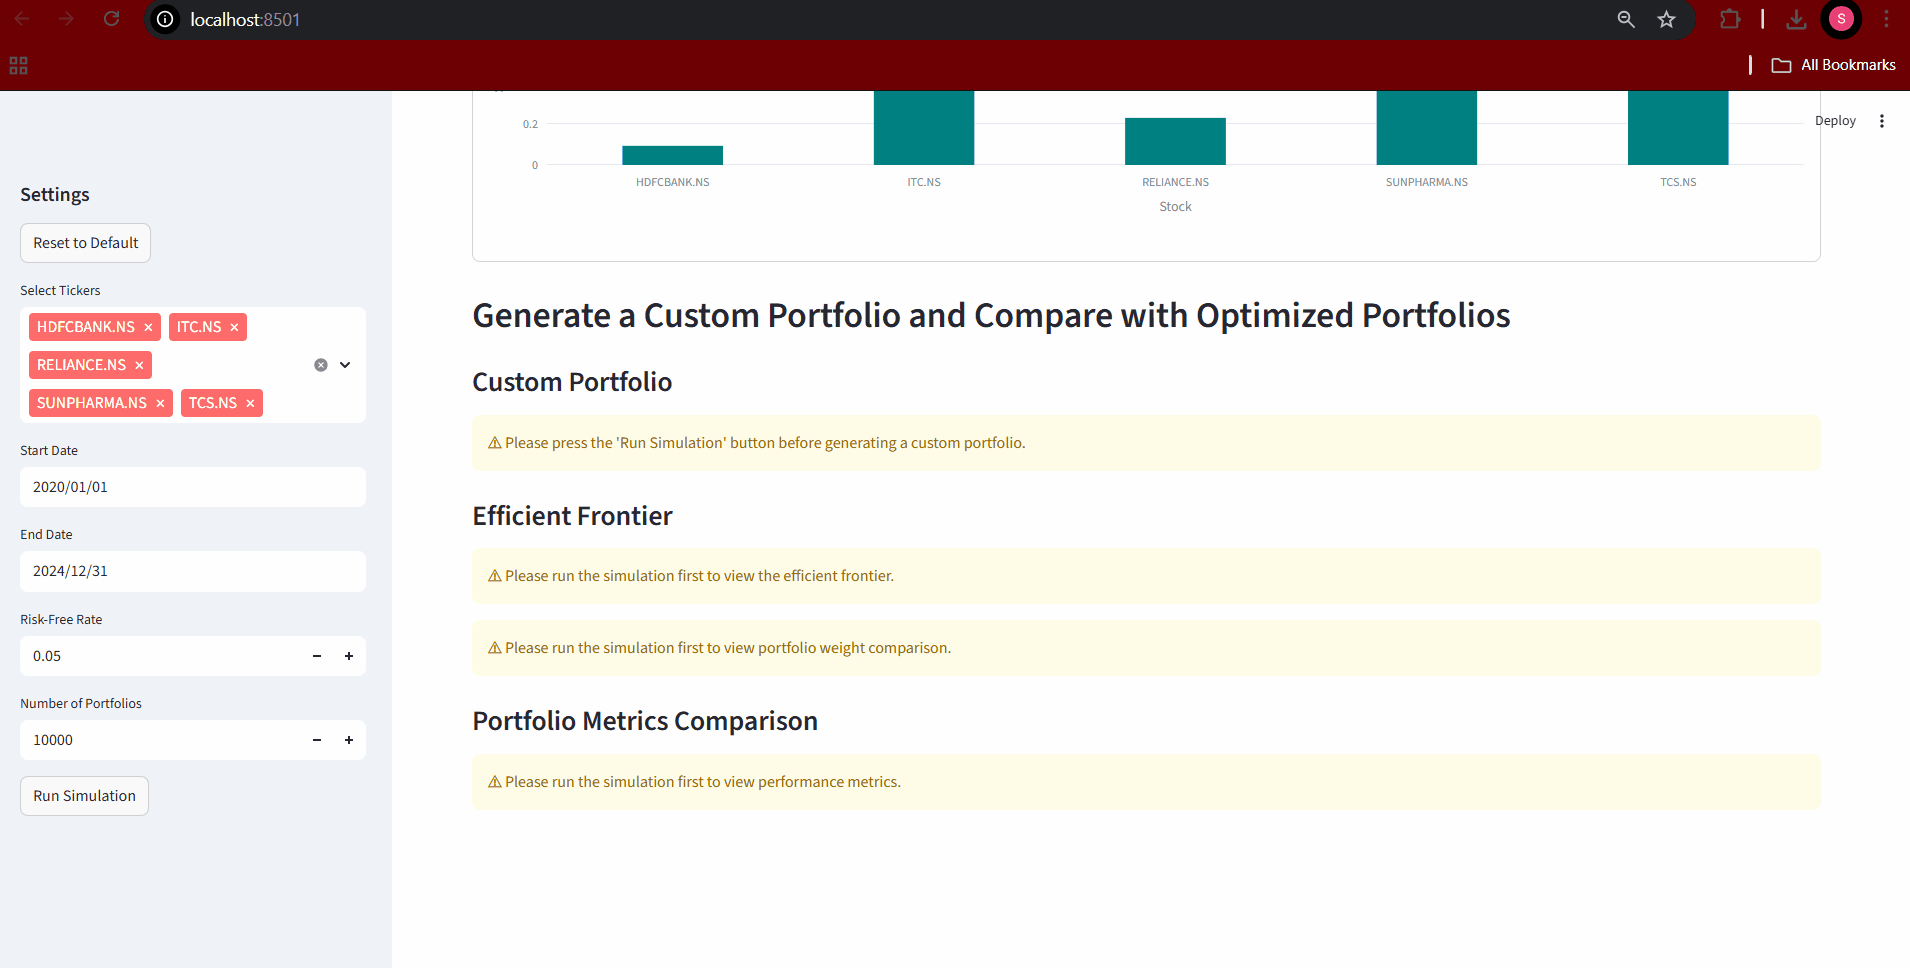 localhost:8501
S
All Bookmarks
Deploy
Settings
Reset to Default
Select Tickers
HDFCBANK.NS × ITC.NS ×
RELIANCE.NS ×
SUNPHARMA.NS × TCS.NS ×
Start Date
2020/01/01
End Date
2024/12/31
Risk-Free Rate
0.05
Number of Portfolios
10000
Run Simulation
0.2
0
HDFCBANK.NS ITC.NS RELIANCE.NS SUNPHARMA.NS TCS.NS
Stock
Generate a Custom Portfolio and Compare with Optimized Portfolios
Custom Portfolio
⚠ Please press the 'Run Simulation' button before generating a custom portfolio.
Efficient Frontier
⚠ Please run the simulation first to view the efficient frontier.
⚠ Please run the simulation first to view portfolio weight comparison.
Portfolio Metrics Comparison
⚠ Please run the simulation first to view performance metrics.